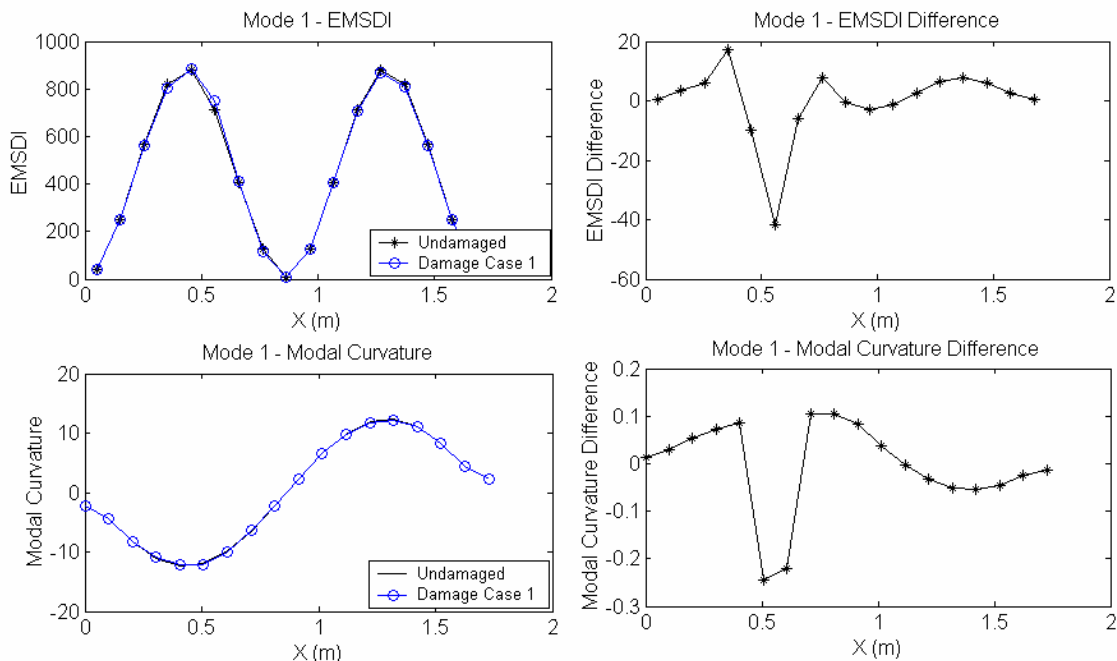 Mode 1 - EMSDI
1000
800
600
400
200
0
EMSDI
Undamaged
Damage Case 1
0
0.5
1
1.5
2
X (m)
Mode 1 - EMSDI Difference
20
0
-20
-40
-60
EMSDI Difference
0
0.5
1
1.5
2
X (m)
Mode 1 - Modal Curvature
20
10
0
-10
-20
Modal Curvature
Undamaged
Damage Case 1
0
0.5
1
1.5
2
X (m)
Mode 1 - Modal Curvature Difference
0.2
0.1
0
-0.1
-0.2
-0.3
Modal Curvature Difference
0
0.5
1
1.5
2
X (m)